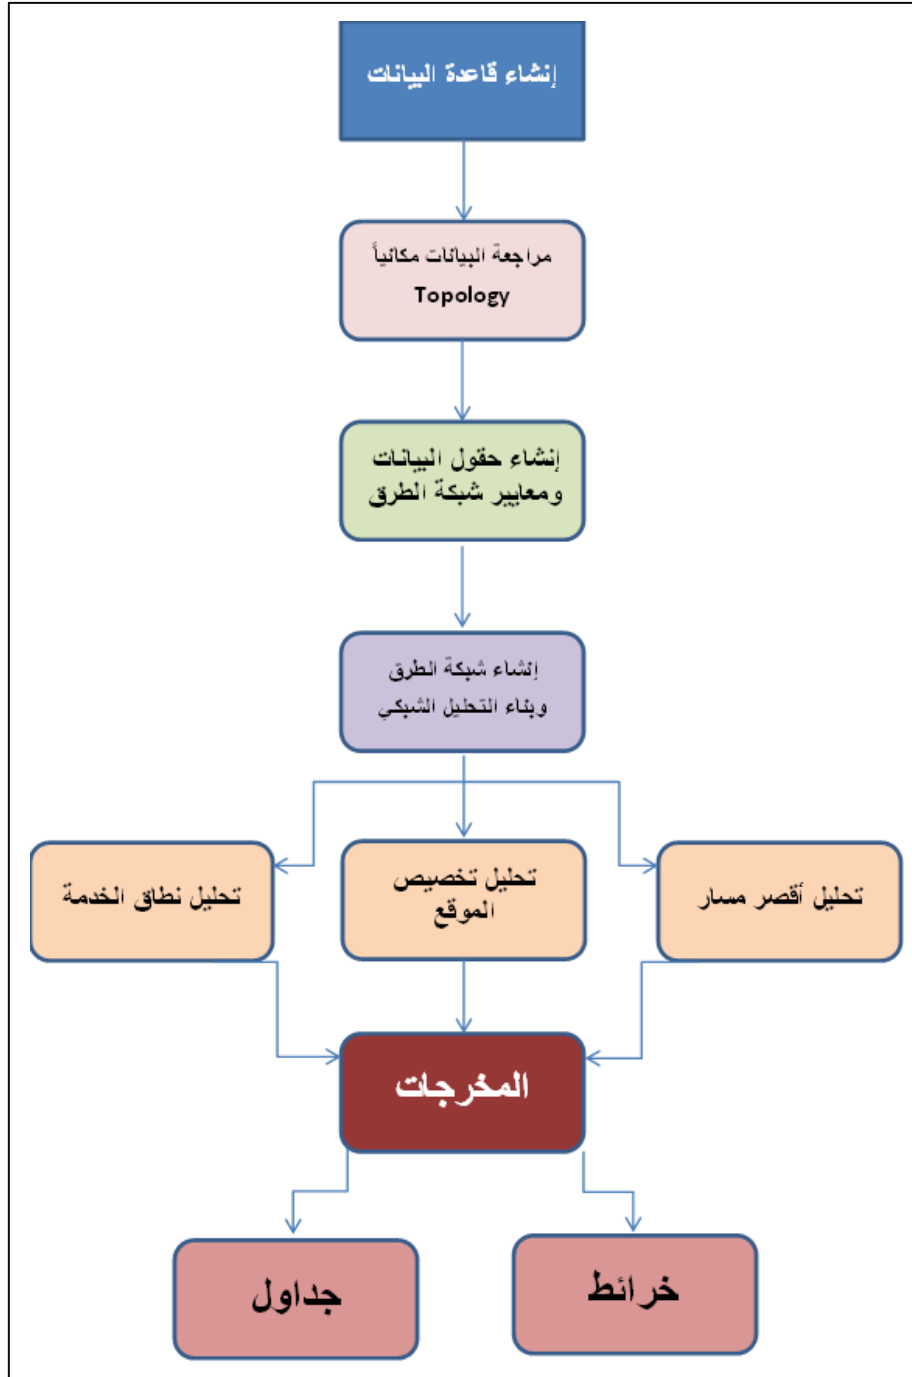 إنشاء قاعدة البيانات
مراجعة البيانات مكانياً
Topology
إنشاء حقول البيانات
ومعايير شبكة الطرق
إنشاء شبكة الطرق
وبناء التحليل الشبكي
تحليل أقصر مسار
تحليل تخصيص
الموقع
تحليل نطاق الخدمة
المخرجات
خرائط
جداول